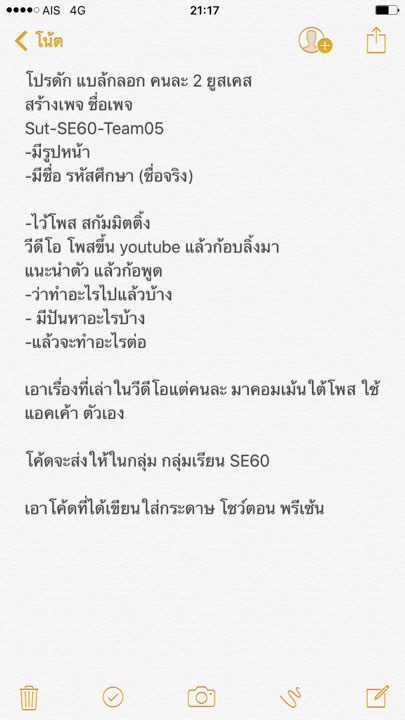 AIS 4G 21:17
โน้ต
โปรดัก แบล้กลอก คนละ 2 ยูสเคส
สร้างเพจ ชื่อเพจ
Sut-SE60-Team05
-มีรูปหน้า
-มีชื่อ รหัสศึกษา (ชื่อจริง)
-ไว้โพส สกัมมิตติ้ง
วีดีโอ โพสขึ้น youtube แล้วก้อบลิ้งมา
แนะนำตัว แล้วก้อพูด
-ว่าทำอะไรไปแล้วบ้าง
- มีปันหาอะไรบ้าง
-แล้วจะทำอะไรต่อ
เอาเรื่องที่เล่าในวีดีโอแต่คนละ มาคอมเม้นใต้โพส ใช้
แอคเค้า ตัวเอง
โค้ดจะส่งให้ในกลุ่ม กลุ่มเรียน SE60
เอาโค้ดที่ได้เขียนใส่กระดาษ โชว์ตอน พรีเซ้น